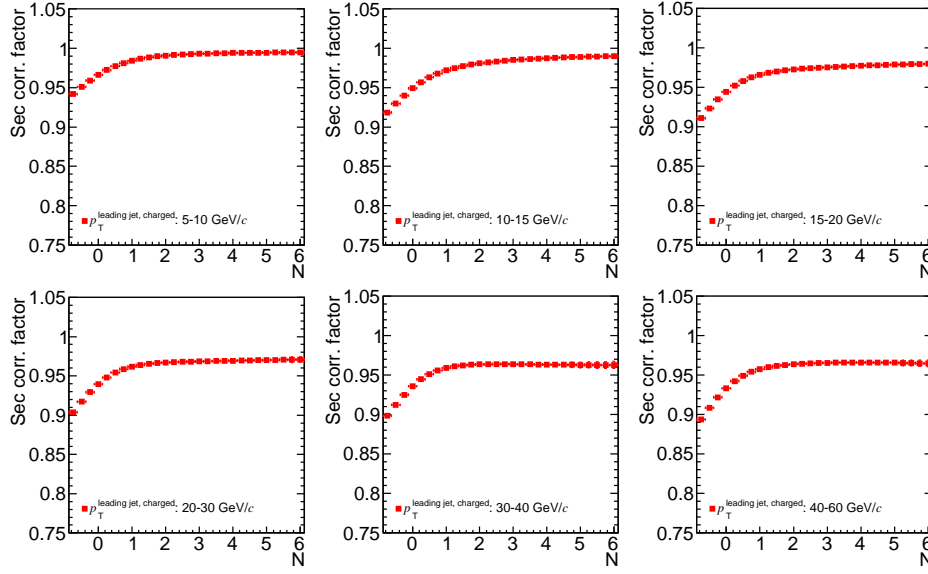 Sec corr. factor
1.05
1
0.95
0.9
0.85
0.8
0.75
p_T^leading jet, charged: 5-10 GeV/c
0 1 2 3 4 5 6
N
Sec corr. factor
1.05
1
0.95
0.9
0.85
0.8
0.75
p_T^leading jet, charged: 10-15 GeV/c
0 1 2 3 4 5 6
N
Sec corr. factor
1.05
1
0.95
0.9
0.85
0.8
0.75
p_T^leading jet, charged: 15-20 GeV/c
0 1 2 3 4 5 6
N
Sec corr. factor
1.05
1
0.95
0.9
0.85
0.8
0.75
p_T^leading jet, charged: 20-30 GeV/c
0 1 2 3 4 5 6
N
Sec corr. factor
1.05
1
0.95
0.9
0.85
0.8
0.75
p_T^leading jet, charged: 30-40 GeV/c
0 1 2 3 4 5 6
N
Sec corr. factor
1.05
1
0.95
0.9
0.85
0.8
0.75
p_T^leading jet, charged: 40-60 GeV/c
0 1 2 3 4 5 6
N